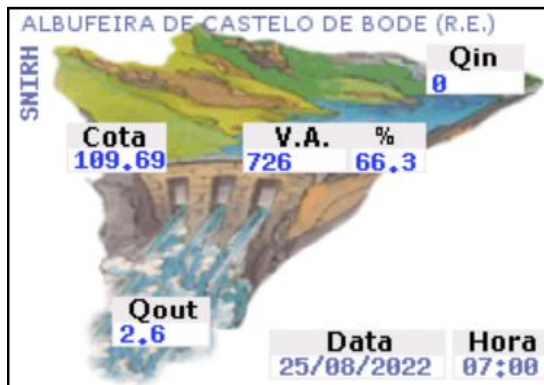 ALBUFEIRA DE CASTELO DE BODE (R.E.)
SNIRH
Qin
0
Cota
109.69
V.A.
726
%
66.3
Qout
2.6
Data
25/08/2022
Hora
07:00